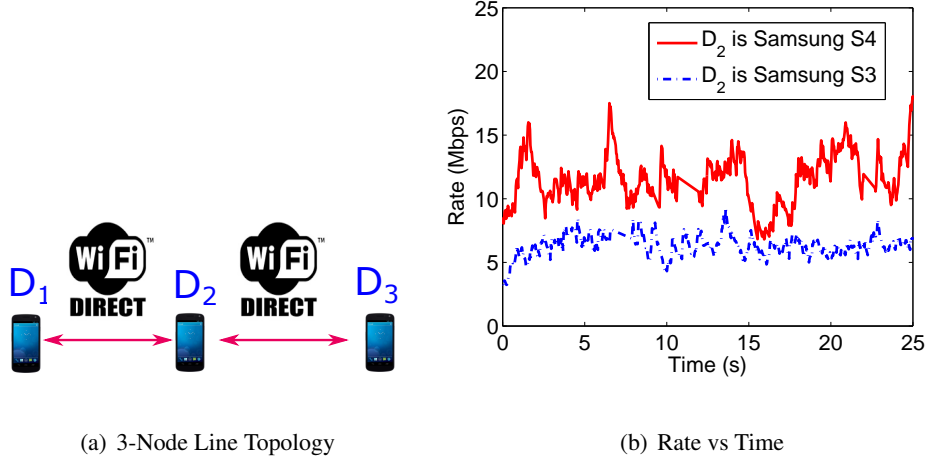 Wi Fi ™
DIRECT
Wi Fi ™
DIRECT
D1
D2
D3
(a) 3-Node Line Topology
25
20
15
10
5
0
Rate (Mbps)
D2 is Samsung S4
D2 is Samsung S3
0 5 10 15 20 25
Time (s)
(b) Rate vs Time